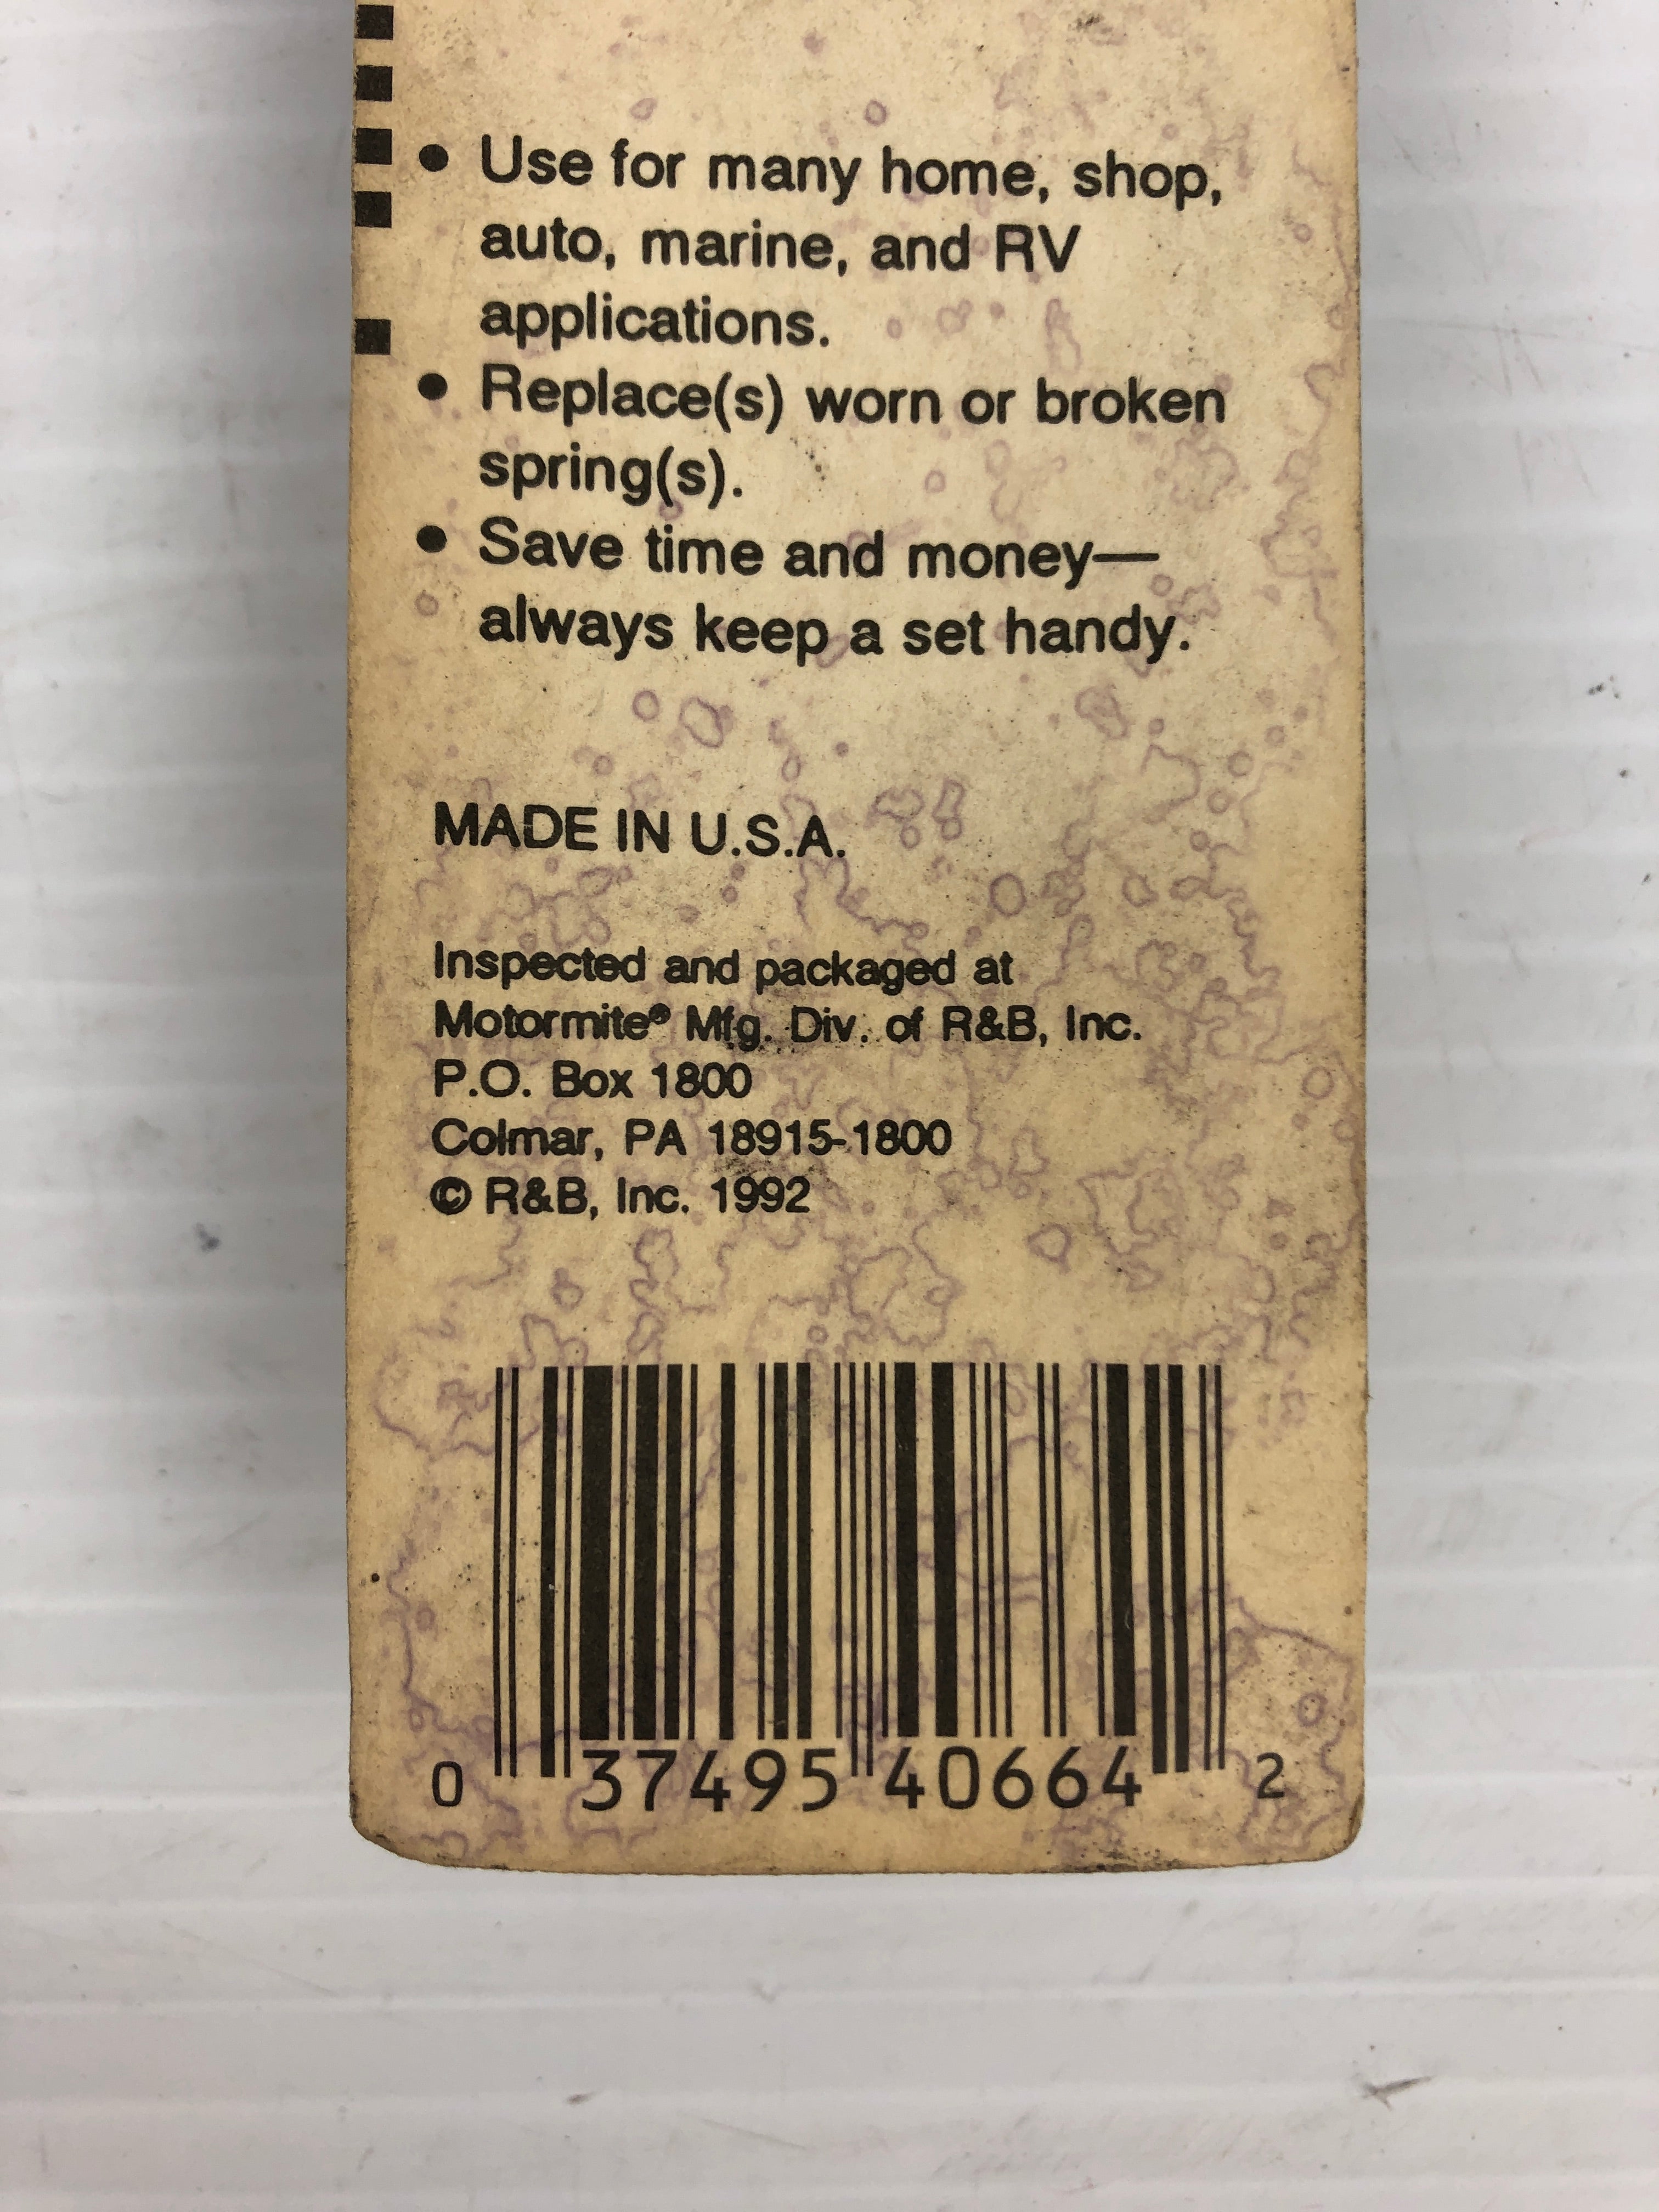 • Use for many home, shop,
auto, marine, and RV
applications.
• Replace(s) worn or broken
spring(s).
• Save time and money—
always keep a set handy.
MADE IN U.S.A.
Inspected and packaged at
Motormite® Mfg. Div. of R&B, Inc.
P.O. Box 1800
Colmar, PA 18915-1800
© R&B, Inc. 1992
0 37495 40664 2